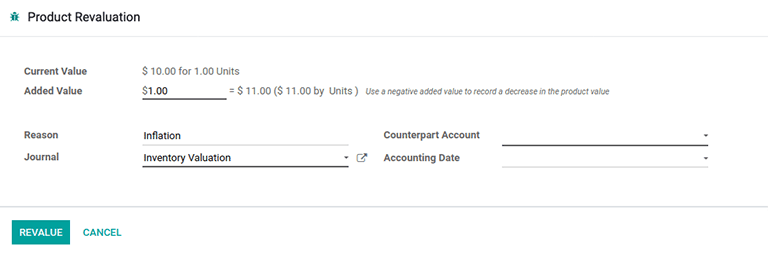 Product Revaluation
Current Value $ 10.00 for 1.00 Units
Added Value $1.00 = $ 11.00 ($ 11.00 by Units ) Use a negative added value to record a decrease in the product value
Reason Inflation Counterpart Account
Journal Inventory Valuation Accounting Date
REVALUE CANCEL